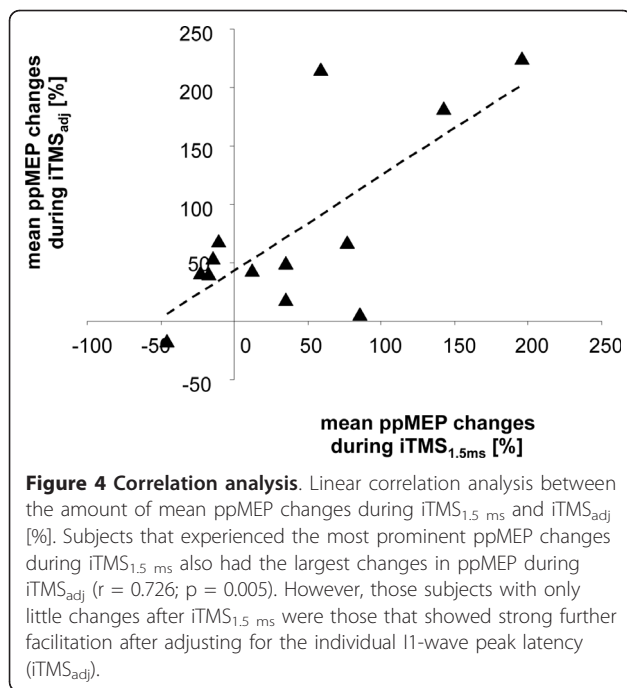 250
200
150
100
50
-100
-50
0
50
100
150
200
250
-50
mean ppMEP changes
during iTMSadj [%]
mean ppMEP changes
during iTMS1.5ms [%]
Figure 4 Correlation analysis. Linear correlation analysis between
the amount of mean ppMEP changes during iTMS1.5 ms and iTMSadj
[%]. Subjects that experienced the most prominent ppMEP changes
during iTMS1.5 ms also had the largest changes in ppMEP during
iTMSadj (r = 0.726; p = 0.005). However, those subjects with only
little changes after iTMS1.5 ms were those that showed strong further
facilitation after adjusting for the individual I1-wave peak latency
(iTMSadj).